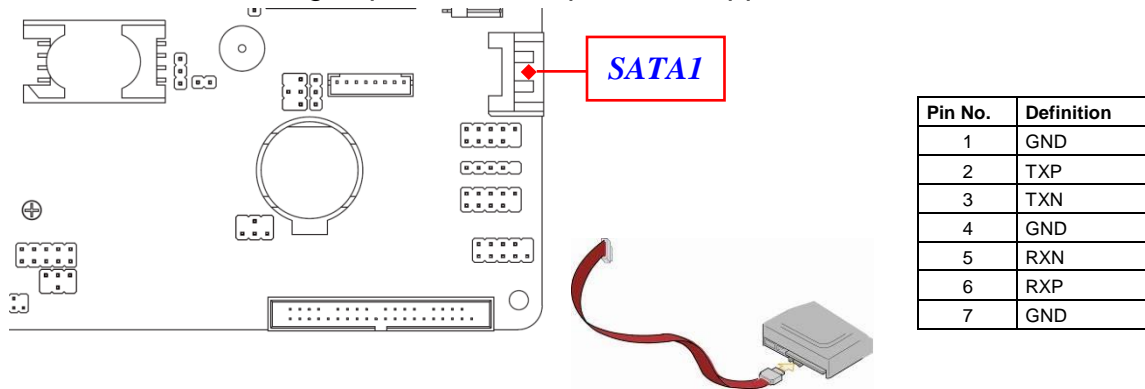 SATA1
Pin No. Definition
1 GND
2 TXP
3 TXN
4 GND
5 RXN
6 RXP
7 GND